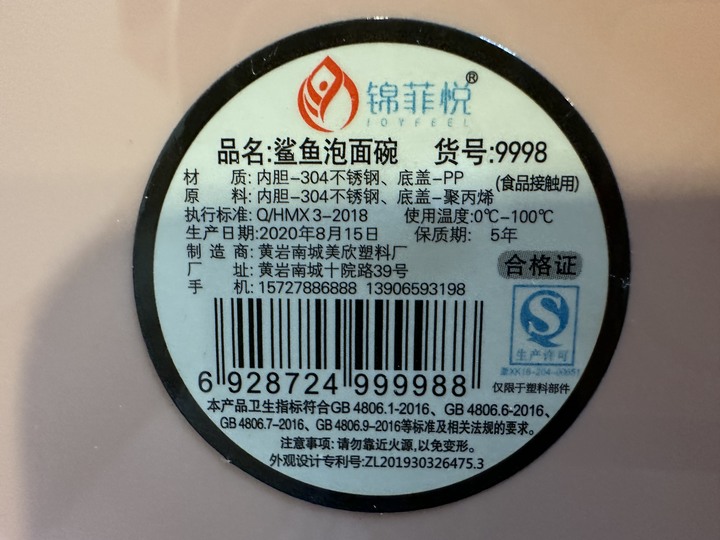 锦菲悦®
JOYFEEL
品名:鲨鱼泡面碗 货号:9998
材 质: 内胆-304不锈钢、底盖-PP
原 料: 内胆-304不锈钢、底盖-聚丙烯
(食品接触用)
执行标准: Q/HMX 3-2018 使用温度:0℃-100℃
生产日期:2020年8月15日 保质期: 5年
制 造 商: 黄岩南城美欣塑料厂
厂 址: 黄岩南城十院路39号
手 机: 15727886888 13906593198
合格证
生产许可
仅限于塑料部件
6 928724 999988
本产品卫生指标符合GB 4806.1-2016、GB 4806.6-2016、
GB 4806.7-2016、GB 4806.9-2016等标准及相关法规的要求。
注意事项: 请勿靠近火源,以免变形。
外观设计专利号:ZL201930326475.3